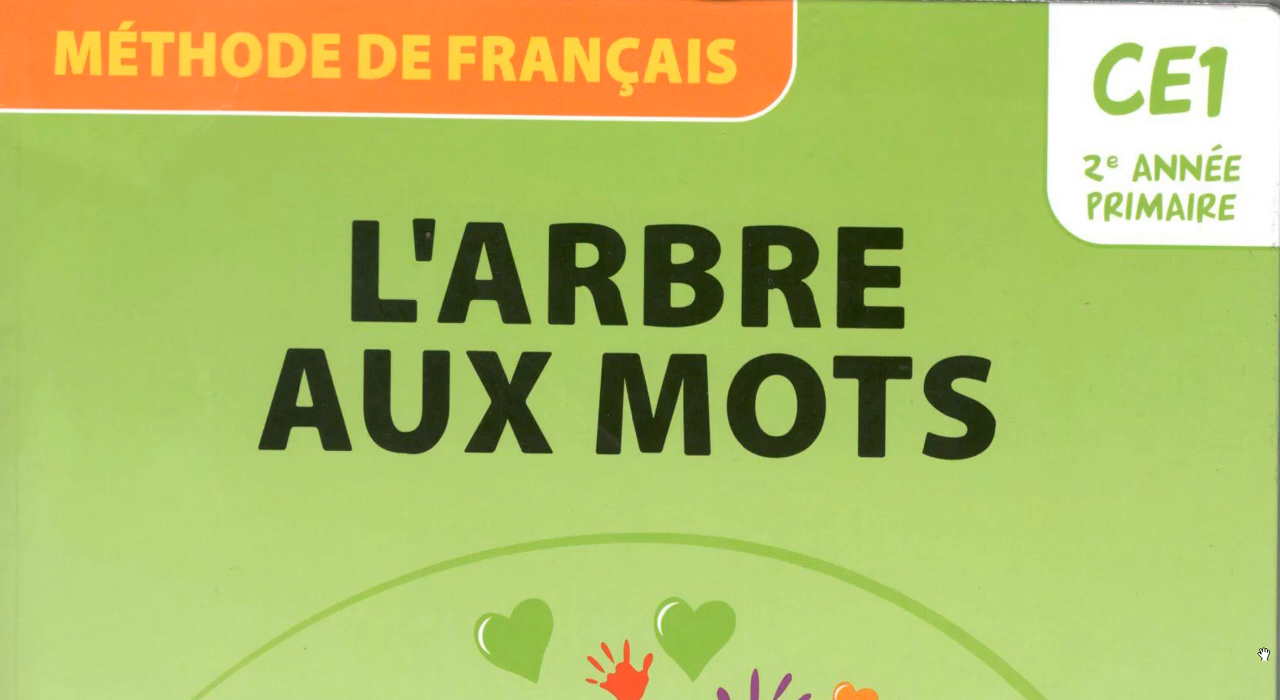 MÉTHODE DE FRANÇAIS
CE1
2e ANNÉE
PRIMAIRE
L'ARBRE
AUX MOTS